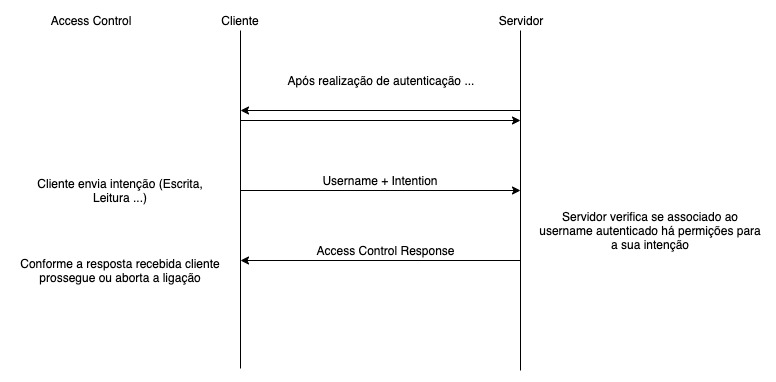 Access Control
Cliente
Servidor
Após realização de autenticação ...
Cliente envia intenção (Escrita,
Leitura ...)
Username + Intention
Servidor verifica se associado ao
username autenticado há permições para
a sua intenção
Access Control Response
Conforme a resposta recebida cliente
prossegue ou aborta a ligação